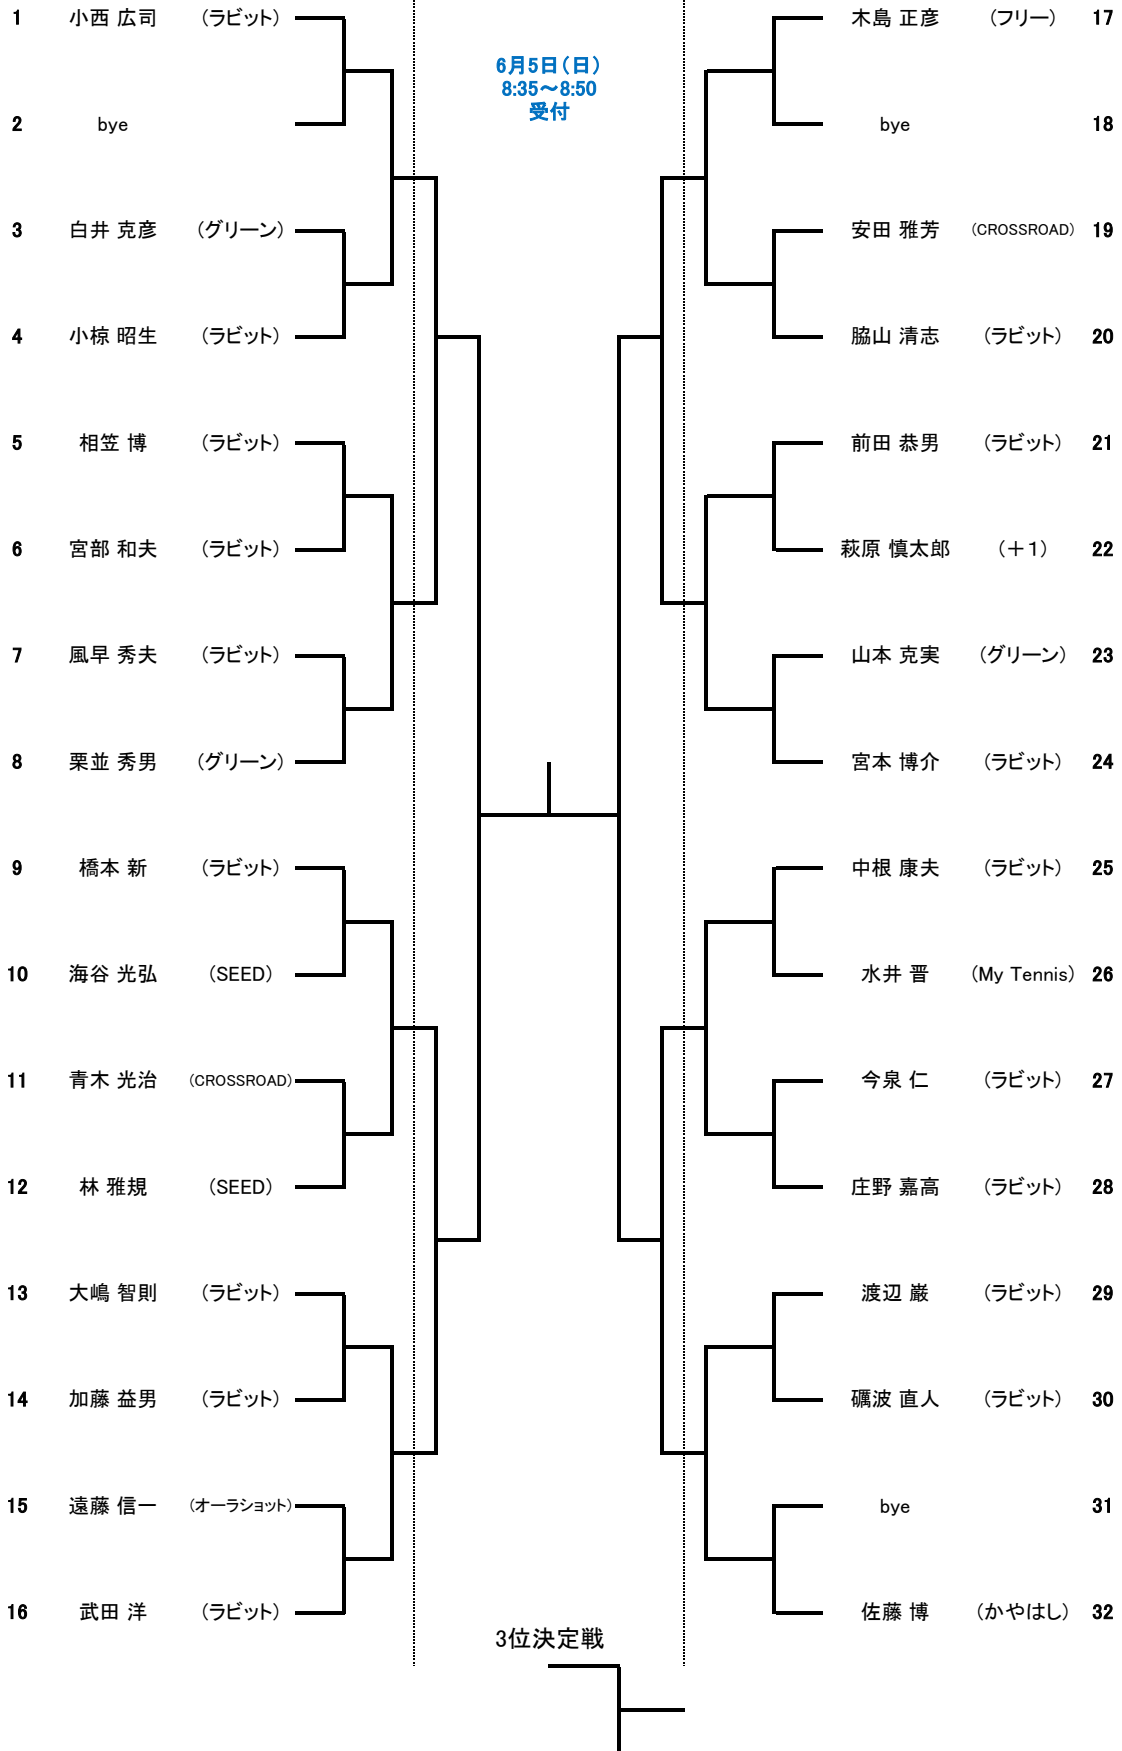 1 小西 広司 (ラビット)
2 bye
3 白井 克彦 (グリーン)
4 小椋 昭生 (ラビット)
5 相笠 博 (ラビット)
6 宮部 和夫 (ラビット)
7 風早 秀夫 (ラビット)
8 栗並 秀男 (グリーン)
9 橋本 新 (ラビット)
10 海谷 光弘 (SEED)
11 青木 光治 (CROSSROAD)
12 林 雅規 (SEED)
13 大嶋 智則 (ラビット)
14 加藤 益男 (ラビット)
15 遠藤 信一 (オーラショット)
16 武田 洋 (ラビット)
6月5日(日)
8:35～8:50
受付
木島 正彦 (フリー) 17
bye 18
安田 雅芳 (CROSSROAD) 19
脇山 清志 (ラビット) 20
前田 恭男 (ラビット) 21
萩原 慎太郎 (＋1) 22
山本 克実 (グリーン) 23
宮本 博介 (ラビット) 24
中根 康夫 (ラビット) 25
水井 晋 (My Tennis) 26
今泉 仁 (ラビット) 27
庄野 嘉高 (ラビット) 28
渡辺 巌 (ラビット) 29
礪波 直人 (ラビット) 30
bye 31
佐藤 博 (かやはし) 32
3位決定戦